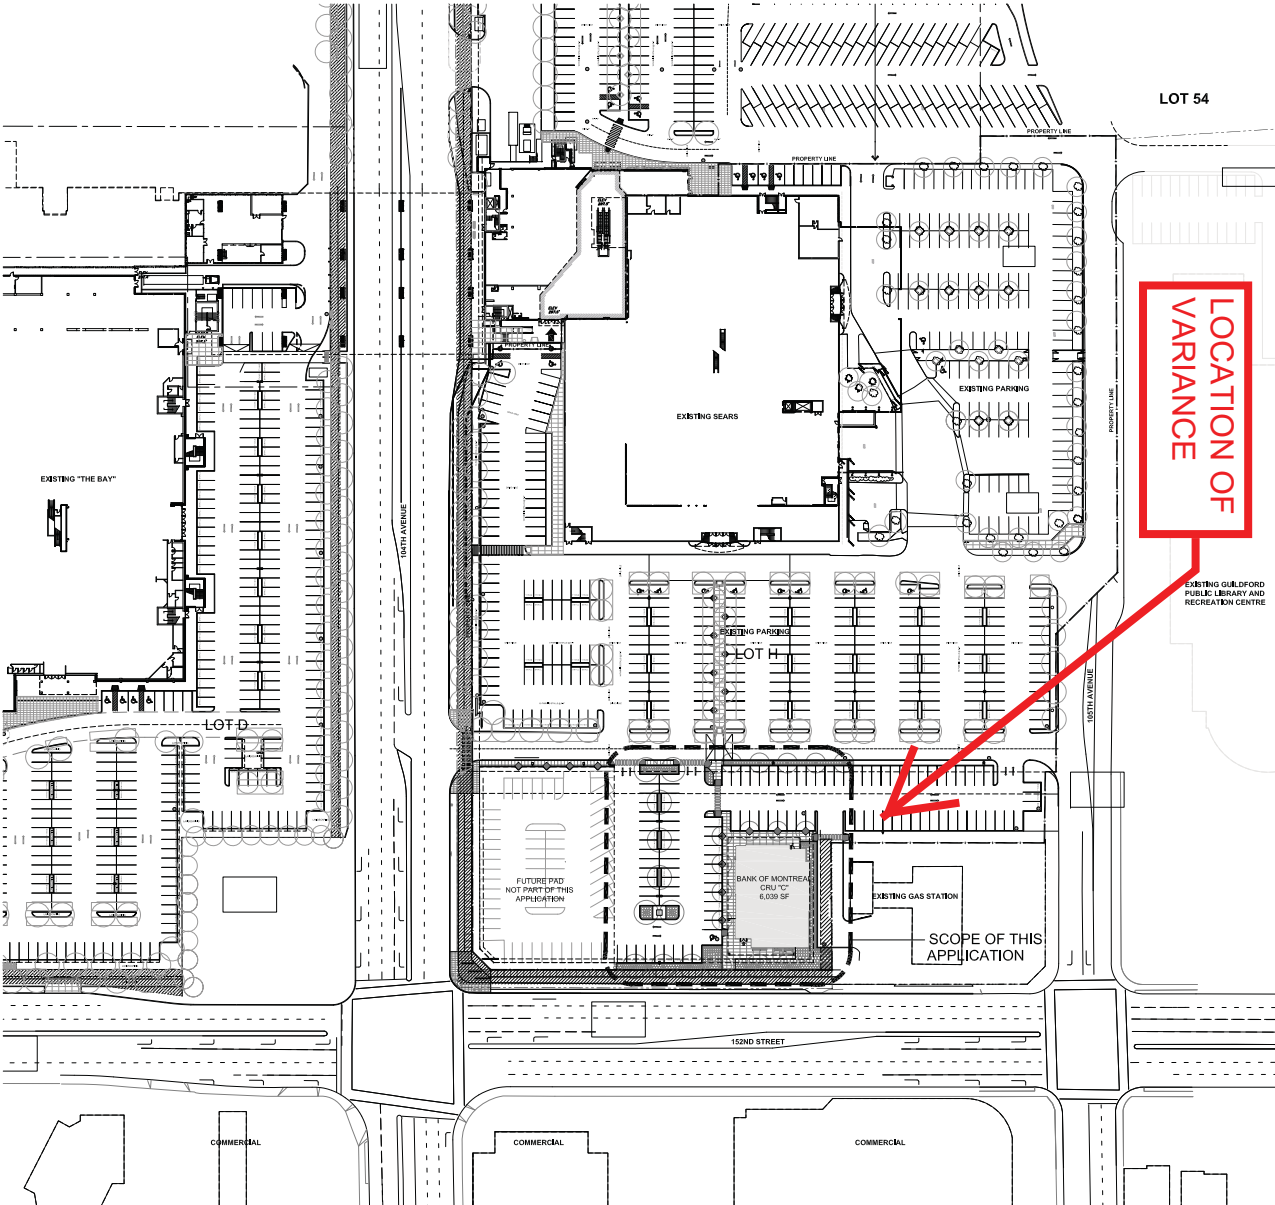 LOT 54
PROPERTY LINE
PROPERTY LINE
LOCATION OF
VARIANCE
PROPERTY LINE
EXISTING PARKING
PROPERTY LINE
EXISTING SEARS
EXISTING "THE BAY"
104TH AVENUE
EXISTING GUILDFORD
PUBLIC LIBRARY AND
RECREATION CENTRE
EXISTING PARKING
LOT H
105TH AVENUE
LOT D
FUTURE PAD
NOT PART OF THIS
APPLICATION
BANK OF MONTREAL
CRU "C"
6,039 SF
EXISTING GAS STATION
SCOPE OF THIS
APPLICATION
152ND STREET
COMMERCIAL
COMMERCIAL
COMMERCIAL